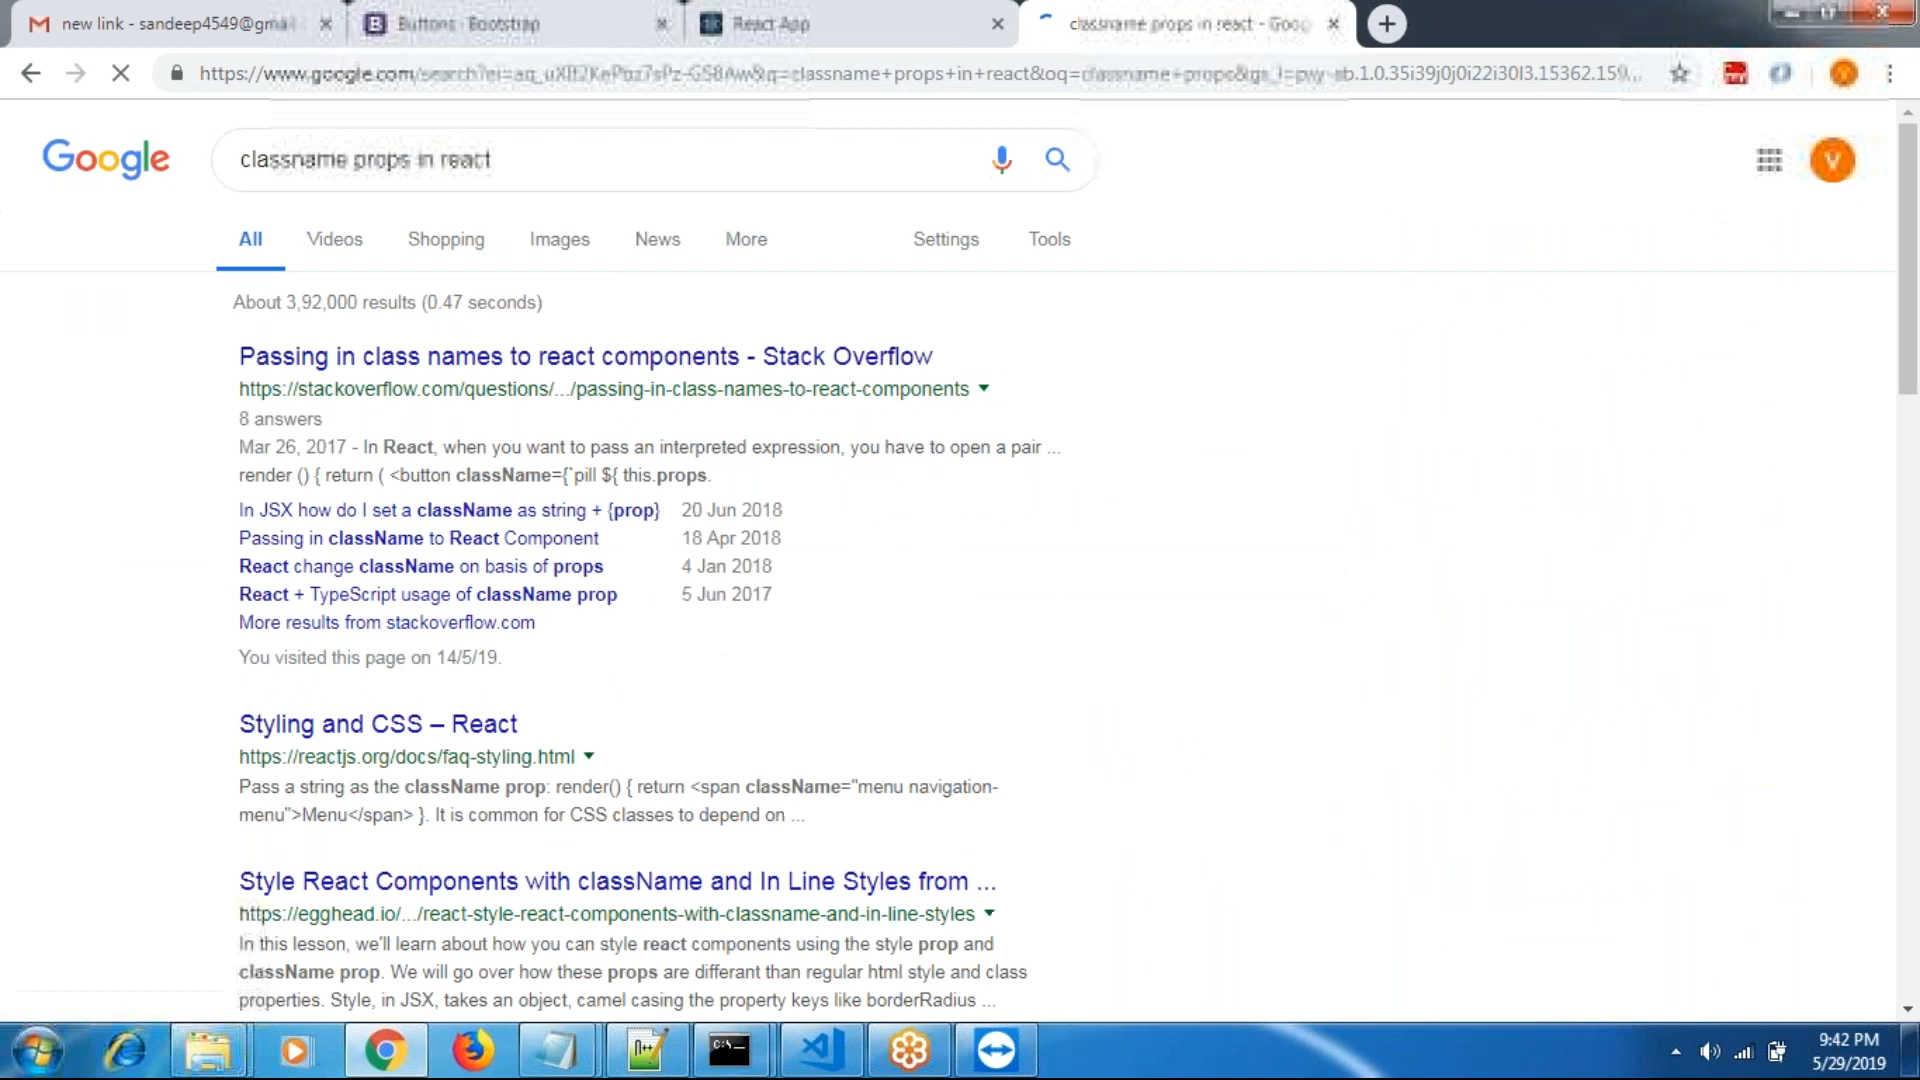 new link - sandeep4549@gmail
Buttons · Bootstrap
React App
classname props in react - Goog
classname+props+in+react&oq=classname+props
Google
classname props in react
V
All
Videos
Shopping
Images
News
More
Settings
Tools
About 3,92,000 results (0.47 seconds)
Passing in class names to react components - Stack Overflow
https://stackoverflow.com/questions/.../passing-in-class-names-to-react-components
8 answers
Mar 26, 2017 - In React, when you want to pass an interpreted expression, you have to open a pair ...
render () { return ( <button className={`pill ${ this.props.
In JSX how do I set a className as string + {prop} 20 Jun 2018
Passing in className to React Component 18 Apr 2018
React change className on basis of props 4 Jan 2018
React + TypeScript usage of className prop 5 Jun 2017
More results from stackoverflow.com
You visited this page on 14/5/19.
Styling and CSS – React
https://reactjs.org/docs/faq-styling.html
Pass a string as the className prop: render() { return <span className="menu navigation-
menu">Menu</span> }. It is common for CSS classes to depend on ...
Style React Components with className and In Line Styles from ...
https://egghead.io/.../react-style-react-components-with-classname-and-in-line-styles
In this lesson, we'll learn about how you can style react components using the style prop and
className prop. We will go over how these props are differant than regular html style and class
properties. Style, in JSX, takes an object, camel casing the property keys like borderRadius ...
9:42 PM
5/29/2019